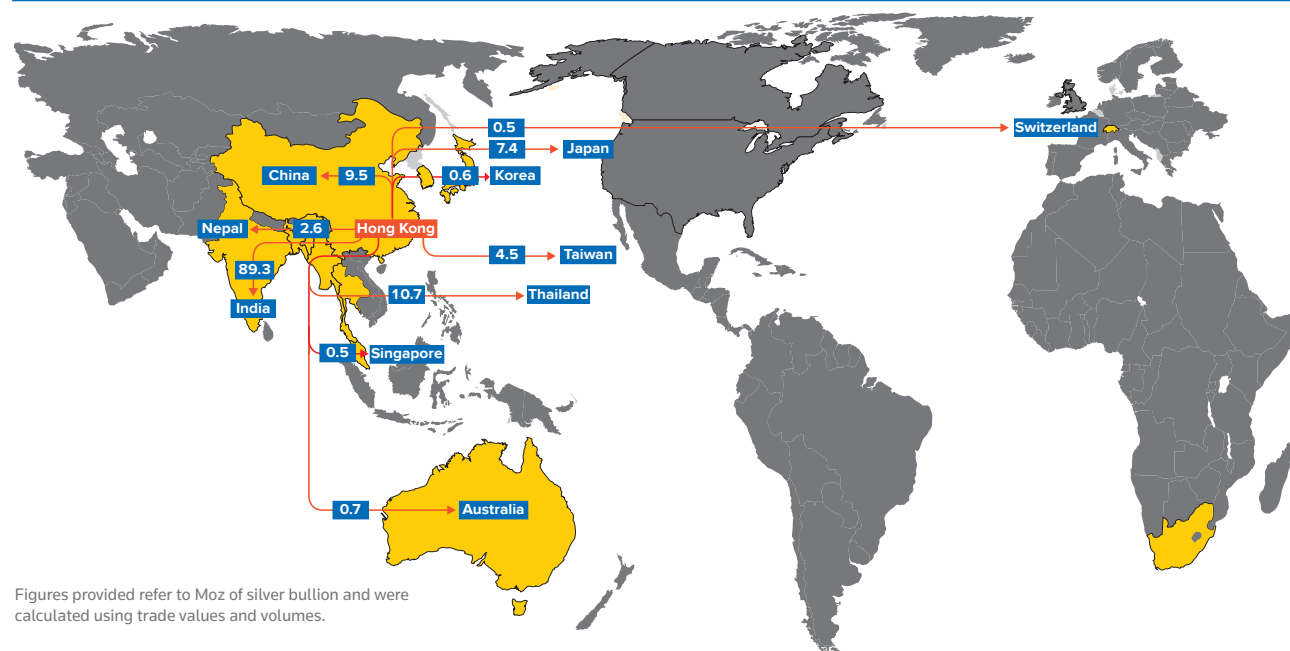 0.5
Switzerland
7.4
Japan
China
9.5
0.6
Korea
Nepal
2.6
Hong Kong
4.5
Taiwan
89.3
10.7
Thailand
India
0.5
Singapore
0.7
Australia
Figures provided refer to Moz of silver bullion and were
calculated using trade values and volumes.